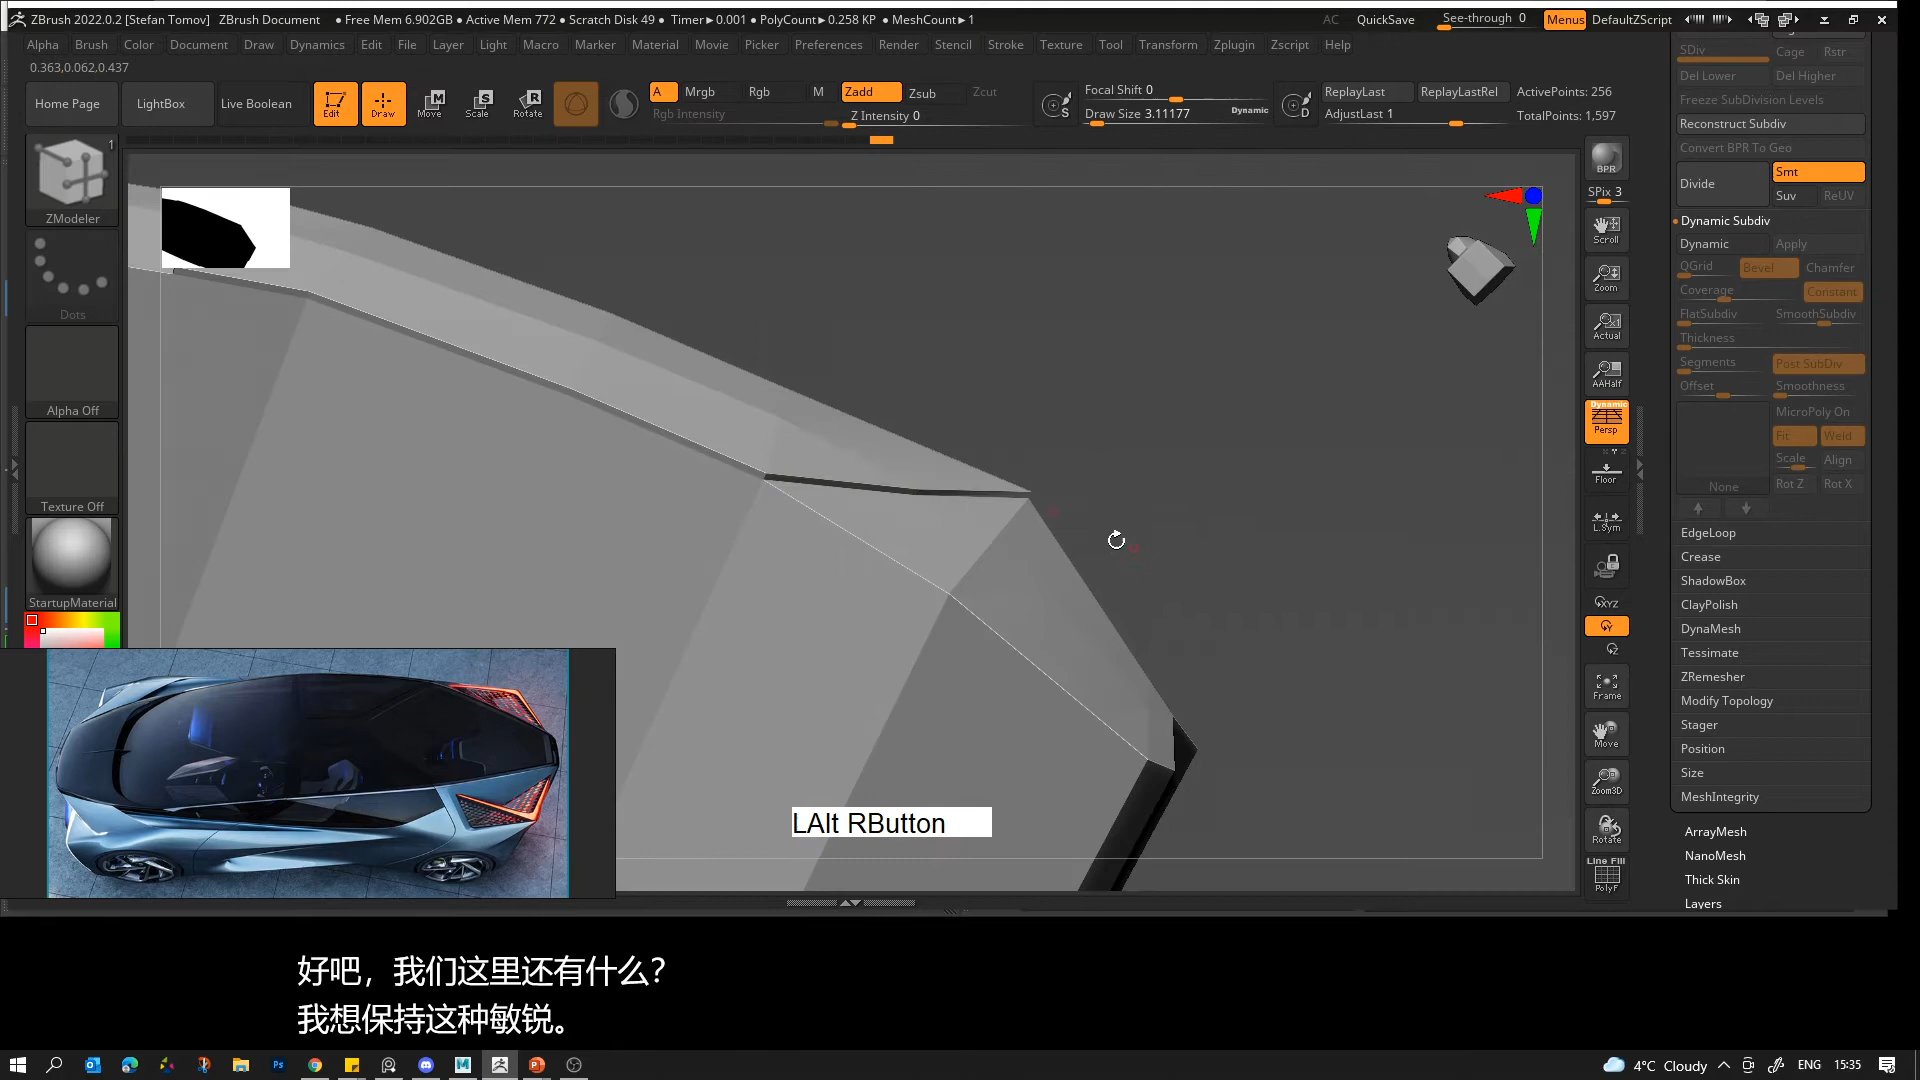 ZBrush 2022.0.2 [Stefan Tomov] ZBrush Document ● Free Mem 6.902GB ● Active Mem 772 ● Scratch Disk 49 ● Timer►0.001 ● PolyCount►0.258 KP ● MeshCount►1 AC QuickSave See-through 0 Menus DefaultZScript
Alpha Brush Color Document Draw Dynamics Edit File Layer Light Macro Marker Material Movie Picker Preferences Render Stencil Stroke Texture Tool Transform Zplugin Zscript Help
0.363,0.062,0.437
Home Page LightBox Live Boolean Edit Draw Move Scale Rotate
A Mrgb Rgb M Zadd Zsub Zcut
Rgb Intensity Z Intensity 0
S Focal Shift 0
Draw Size 3.11177 Dynamic
D ReplayLast ReplayLastRel ActivePoints: 256
AdjustLast 1 TotalPoints: 1,597
1
ZModeler
Dots
Alpha Off
Texture Off
StartupMaterial
LAlt RButton
BPR
SPix 3
Scroll
Zoom
Actual
AAHalf
Dynamic
Persp
Floor
L.Sym
XYZ
Y
Z
Frame
Move
Zoom3D
Rotate
Line Fill
PolyF
SDiv Cage Rstr
Del Lower Del Higher
Freeze SubDivision Levels
Reconstruct Subdiv
Convert BPR To Geo
Divide Smt
Suv ReUV
Dynamic Subdiv
Dynamic Apply
QGrid Bevel Chamfer
Coverage Constant
FlatSubdiv SmoothSubdiv
Thickness
Segments Post SubDiv
Offset Smoothness
MicroPoly On
Fit Weld
Scale Align
None Rot Z Rot X
EdgeLoop
Crease
ShadowBox
ClayPolish
DynaMesh
Tessimate
ZRemesher
Modify Topology
Stager
Position
Size
MeshIntegrity
ArrayMesh
NanoMesh
Thick Skin
Layers
好吧，我们这里还有什么？
我想保持这种敏锐。
4°C Cloudy ENG 15:35